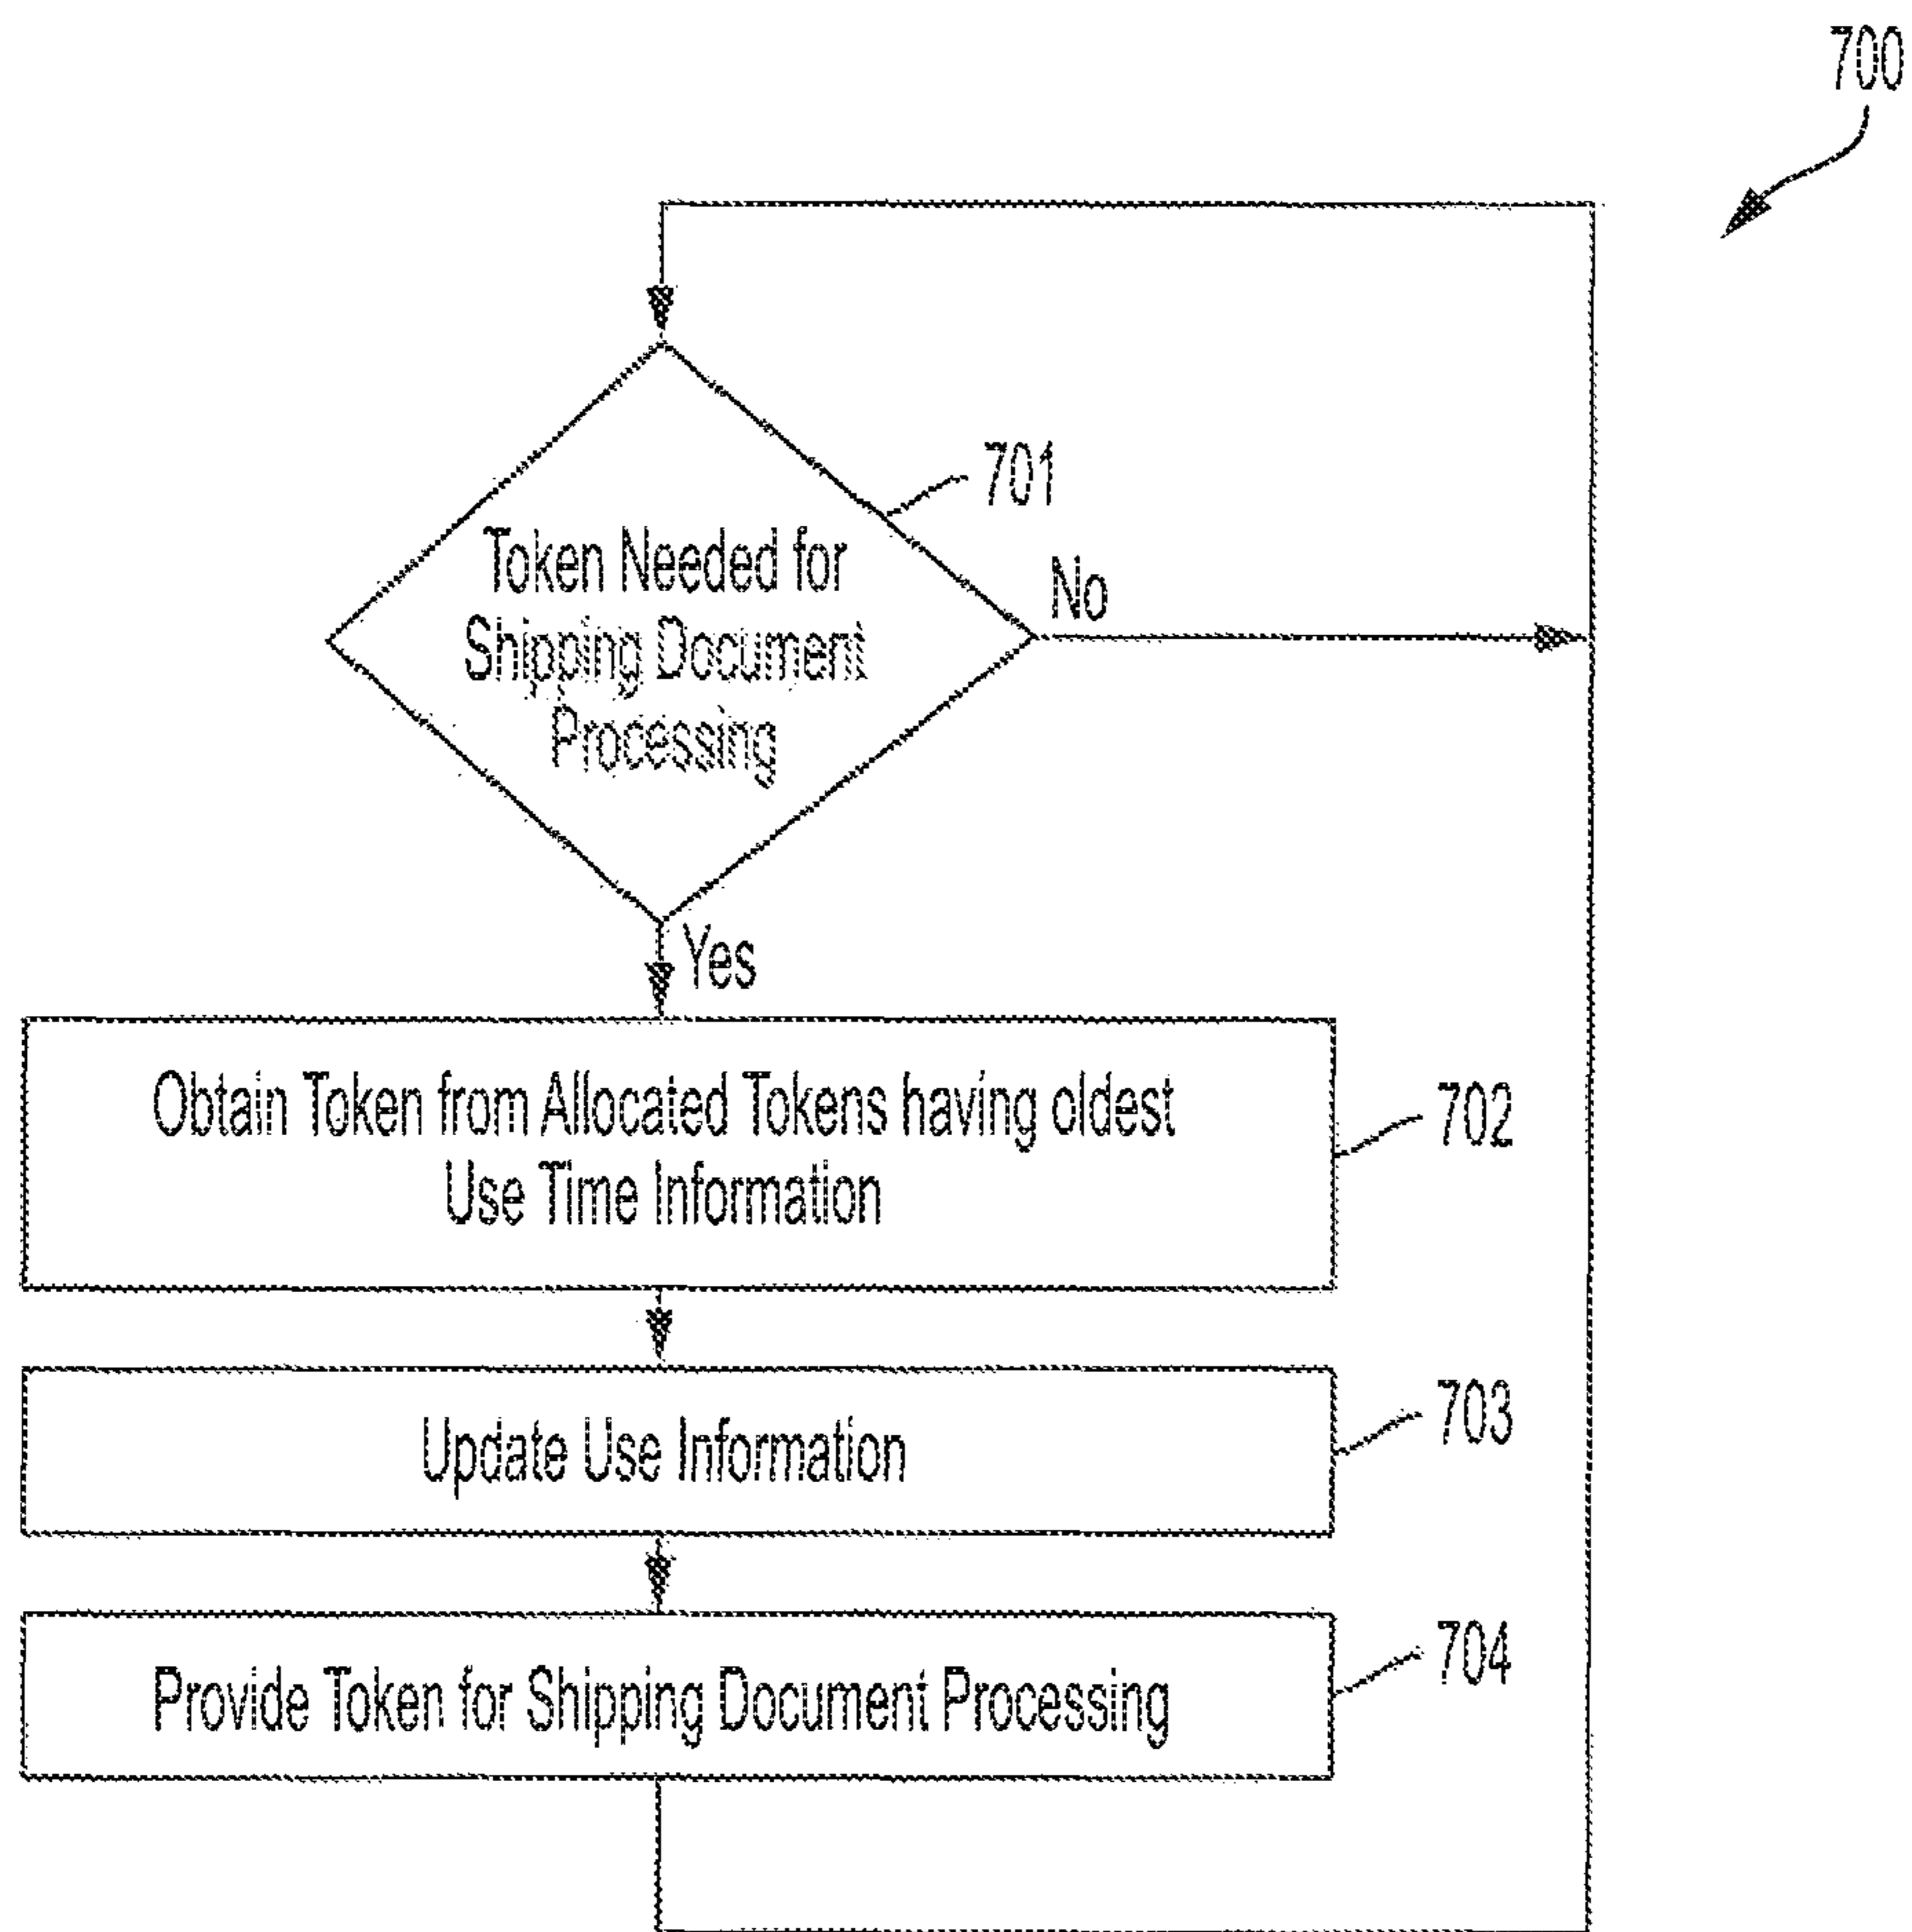 700
701
Token Needed for
Shipping Document
Processing
No
Yes
Obtain Token from Allocated Tokens having oldest
Use Time Information
702
Update Use Information
703
Provide Token for Shipping Document Processing
704